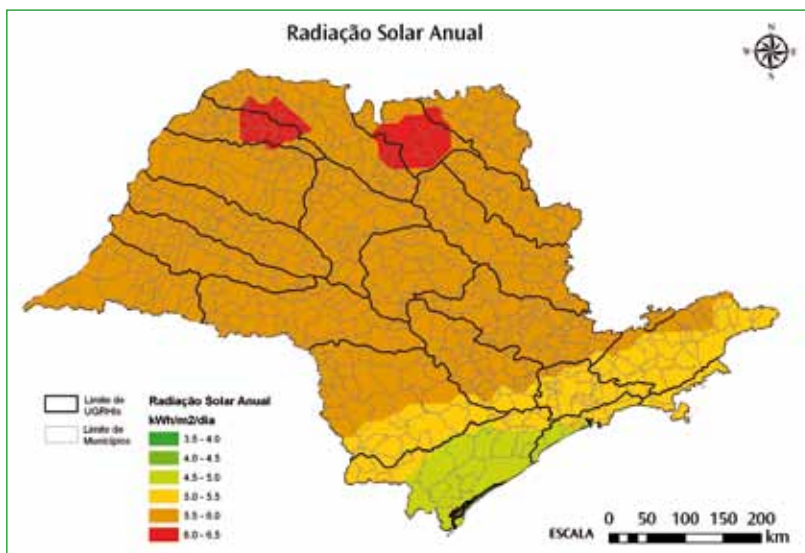 Radiação Solar Anual
N
W E
S
Limite de UGRHIs
Limite de Municípios
Radiação Solar Anual
kWh/m2/dia
3.5 - 4.0
4.0 - 4.5
4.5 - 5.0
5.0 - 5.5
5.5 - 6.0
6.0 - 6.5
ESCALA
0 50 100 150 200
km